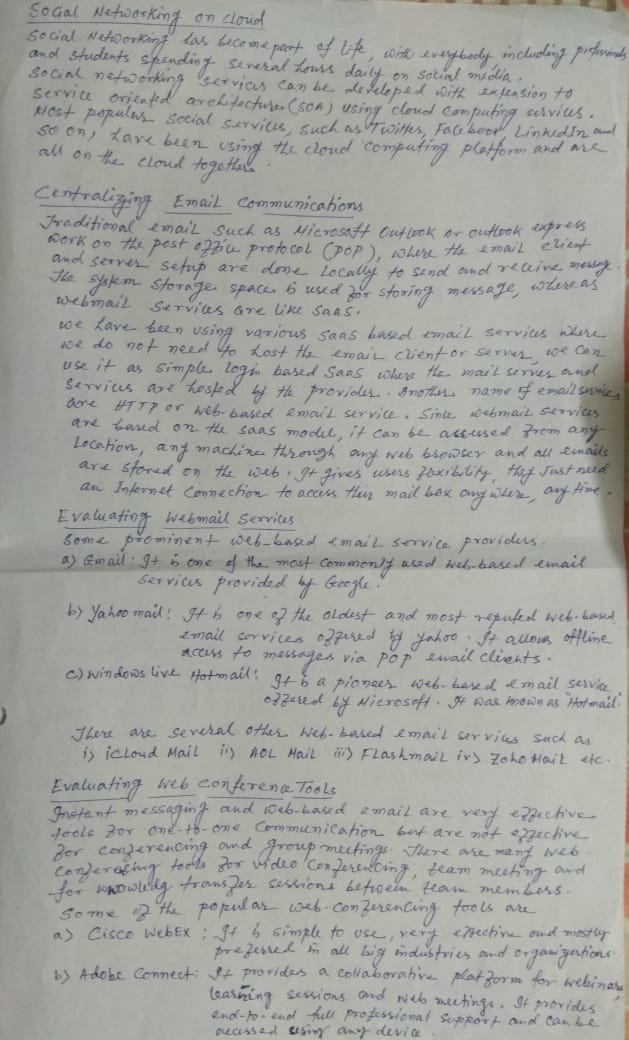 Social Networking on cloud
Social Networking has become part of life, with everybody including professionals
and students spending several hours daily on social media.
Social networking services can be developed with expension to
service oriented architectures (SOA) using cloud computing services.
Most popular social services, such as Twitter, Facebook, LinkedIn and
so on, have been using the cloud computing platform and are
all on the cloud together.
Centralizing Email Communications
Traditional email such as Microsoft Outlook or outlook express
work on the post office protocol (POP), where the email client
and server setup are done locally to send and receive message.
The system storage space is used for storing message, whereas
webmail services are like SaaS.
we have been using various SaaS based email services where
we do not need to host the email client or server, we can
use it as simple login based SaaS where the mail server and
services are hosted by the provider. Another name of email services
are HTTP or web-based email service. Since webmail services
are based on the SaaS model, it can be assessed from any
Location, any machine through any web browser and all emails
are stored on the web. It gives users flexibility, they Just need
an Internet Connection to access their mail box any where, any time.
Evaluating Webmail Services
Some prominent web-based email service providers.
a) Gmail: It is one of the most commonly used web-based email
services provided by Google.
b) Yahoo mail: It is one of the oldest and most reputed web-based
email services offered by yahoo. It allows offline
access to messages via POP email clients.
c) Windows Live Hotmail: It is a pioneer web-based email service
offered by Microsoft. It was known as "Hotmail"
There are several other Web-based email services such as
i) iCloud Mail ii) AOL Mail iii) Flashmail iv) Zoho Mail etc.
Evaluating Web Conference Tools
Instant messaging and Web-based email are very effective
tools for one-to-one Communication but are not effective
for conferencing and group meetings. There are many web
conferencing tools for video conferencing, team meeting and
for knowledg transfer sessions between team members.
Some of the popular web-conferencing tools are
a) Cisco WebEx: It is simple to use, very effective and mostly
preferred in all big industries and organizations.
b) Adobe Connect: It provides a collaborative platform for webinars,
learning sessions and web meetings. It provides
end-to-end full professional support and can be
accessed using any device.